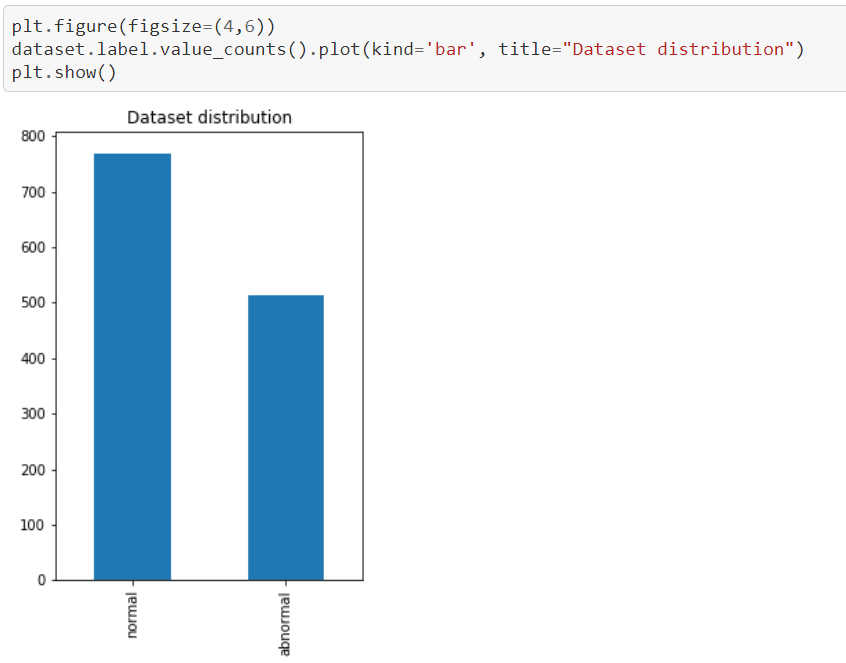 plt.figure(figsize=(4,6))
dataset.label.value_counts().plot(kind='bar', title="Dataset distribution")
plt.show()
Dataset distribution
800
700
600
500
400
300
200
100
0
normal
abnormal